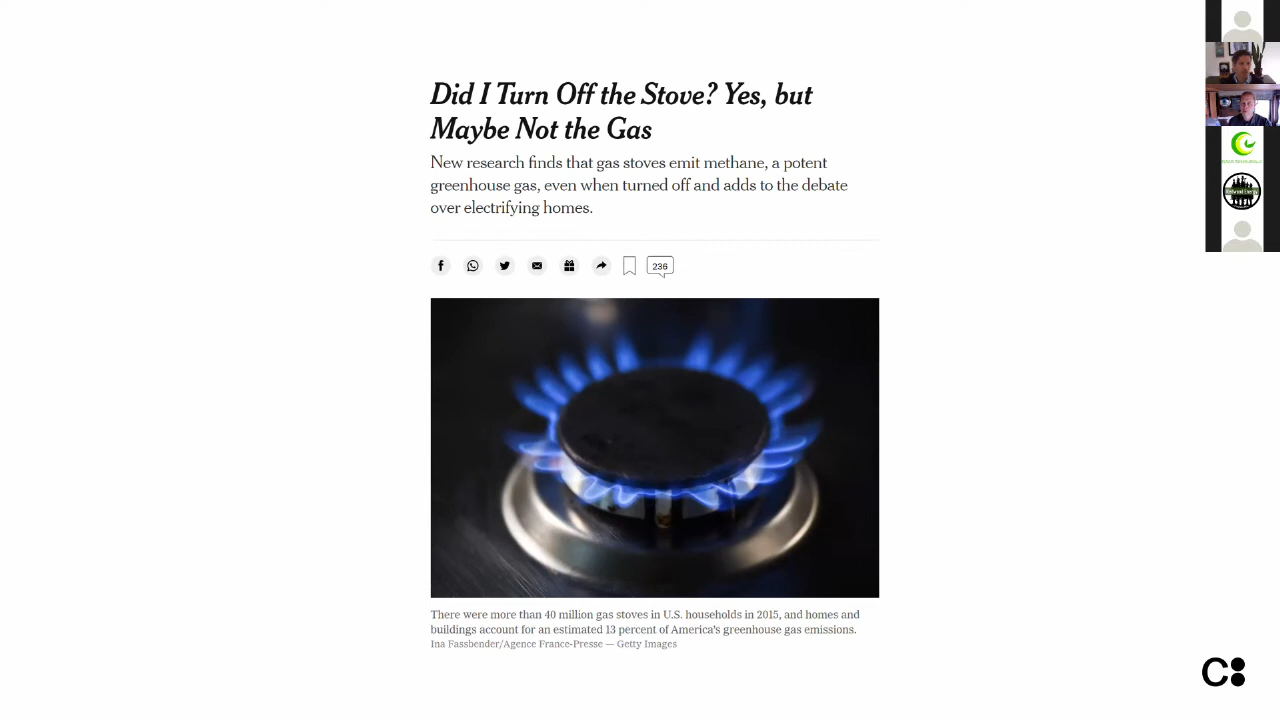 Did I Turn Off the Stove? Yes, but
Maybe Not the Gas
New research finds that gas stoves emit methane, a potent
greenhouse gas, even when turned off and adds to the debate
over electrifying homes.
236
There were more than 40 million gas stoves in U.S. households in 2015, and homes and
buildings account for an estimated 13 percent of America's greenhouse gas emissions.
Ina Fassbender/Agence France-Presse — Getty Images
Redwood Energy
C